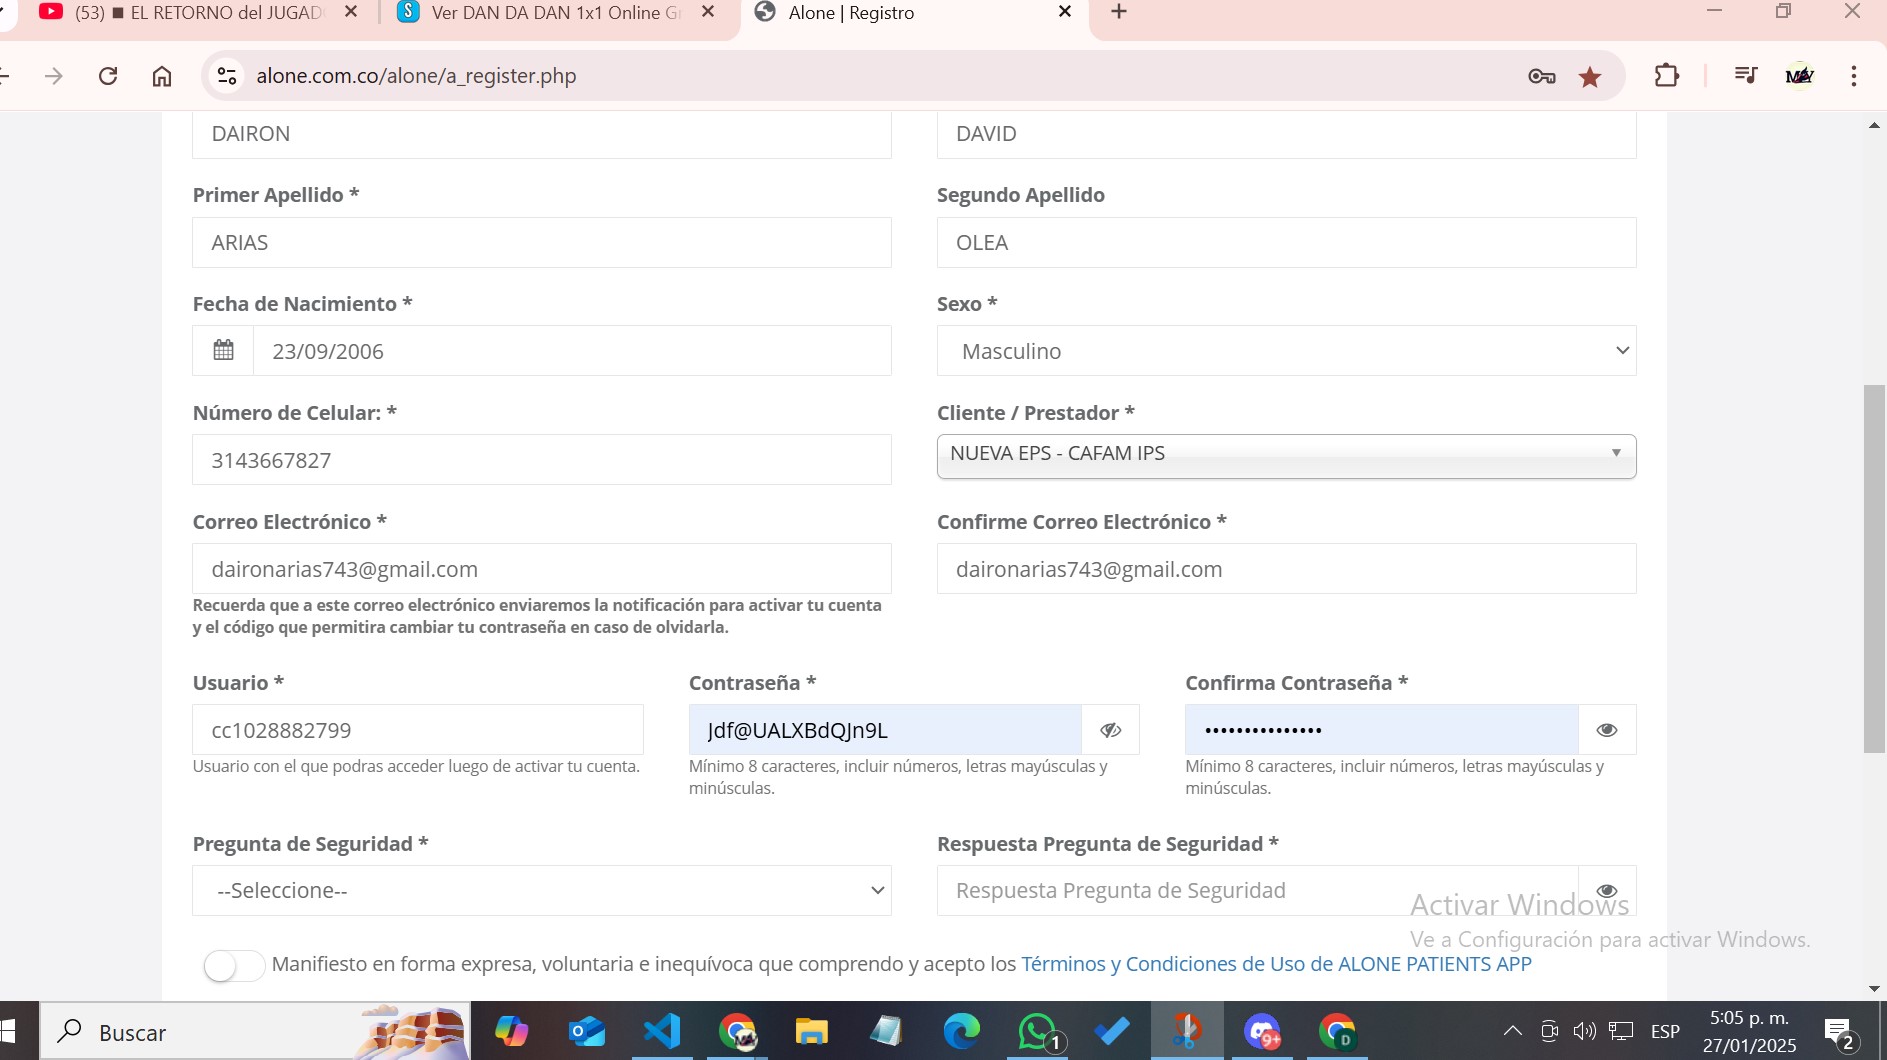 (53) ■ EL RETORNO del JUGAD
Ver DAN DA DAN 1x1 Online Gr
Alone | Registro
alone.com.co/alone/a_register.php
DAIRON
DAVID
Primer Apellido *
Segundo Apellido
ARIAS
OLEA
Fecha de Nacimiento *
Sexo *
23/09/2006
Masculino
Número de Celular: *
Cliente / Prestador *
3143667827
NUEVA EPS - CAFAM IPS
Correo Electrónico *
Confirme Correo Electrónico *
daironarias743@gmail.com
daironarias743@gmail.com
Recuerda que a este correo electrónico enviaremos la notificación para activar tu cuenta
y el código que permitira cambiar tu contraseña en caso de olvidarla.
Usuario *
Contraseña *
Confirma Contraseña *
cc1028882799
Jdf@UALXBdQJn9L
•••••••••••••••
Usuario con el que podras acceder luego de activar tu cuenta.
Mínimo 8 caracteres, incluir números, letras mayúsculas y
minúsculas.
Mínimo 8 caracteres, incluir números, letras mayúsculas y
minúsculas.
Pregunta de Seguridad *
Respuesta Pregunta de Seguridad *
--Seleccione--
Respuesta Pregunta de Seguridad
Activar Windows
Ve a Configuración para activar Windows.
Manifiesto en forma expresa, voluntaria e inequívoca que comprendo y acepto los Términos y Condiciones de Uso de ALONE PATIENTS APP
Buscar
1
9+
D
ESP
5:05 p. m.
27/01/2025
2